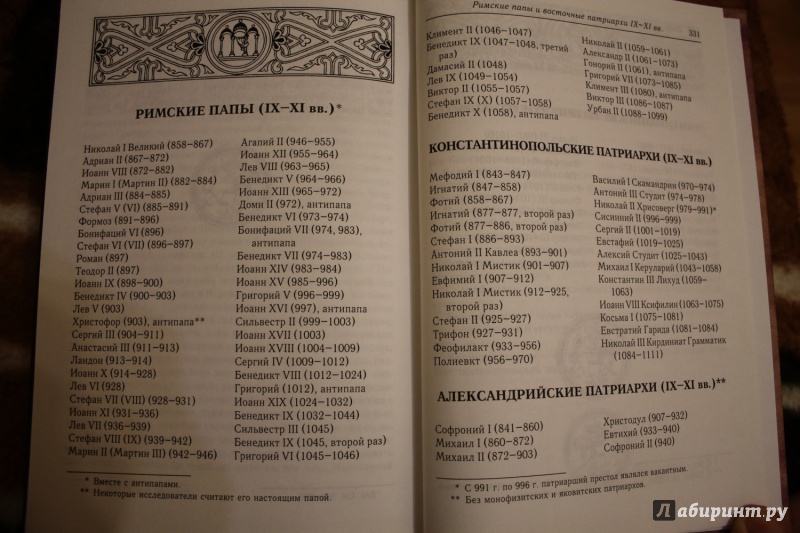 РИМСКИЕ ПАПЫ (IX—XI вв.)*
Николай I Великий (858—867)
Адриан II (867—872)
Иоанн VIII (872—882)
Марин I (Мартин II) (882—884)
Адриан III (884—885)
Стефан V (VI) (885—891)
Формоз (891—896)
Бонифаций VI (896)
Стефан VI (VII) (896—897)
Роман (897)
Теодор II (897)
Иоанн IX (898—900)
Бенедикт IV (900—903)
Лев V (903)
Христофор (903), антипапа**
Сергий III (904—911)
Анастасий III (911—913)
Ландон (913—914)
Иоанн X (914—928)
Лев VI (928)
Стефан VII (VIII) (928—931)
Иоанн XI (931—936)
Лев VII (936—939)
Стефан VIII (IX) (939—942)
Марин II (Мартин III) (942—946)
Агапий II (946—955)
Иоанн XII (955—964)
Лев VIII (963—965)
Бенедикт V (964—966)
Иоанн XIII (965—972)
Домн II (972), антипапа
Бенедикт VI (973—974)
Бонифаций VII (974, 983),
антипапа
Бенедикт VII (974—983)
Иоанн XIV (983—984)
Иоанн XV (985—996)
Григорий V (996—999)
Иоанн XVI (997), антипапа
Сильвестр II (999—1003)
Иоанн XVII (1003)
Иоанн XVIII (1004—1009)
Сергий IV (1009—1012)
Бенедикт VIII (1012—1024)
Григорий (1012), антипапа
Иоанн XIX (1024—1032)
Бенедикт IX (1032—1044)
Сильвестр III (1045)
Бенедикт IX (1045, второй раз)
Григорий VI (1045—1046)
* Вместе с антипапами.
** Некоторые исследователи считают его настоящим папой.
Римские папы и восточные патриархи IX—XI вв.
331
Климент II (1046—1047)
Бенедикт IX (1047—1048, третий
раз)
Дамасий II (1048)
Лев IX (1049—1054)
Виктор II (1055—1057)
Стефан IX (X) (1057—1058)
Бенедикт X (1058), антипапа
Николай II (1059—1061)
Александр II (1061—1073)
Гонорий II (1061), антипапа
Григорий VII (1073—1085)
Климент III (1080), антипапа
Виктор III (1086—1087)
Урбан II (1088—1099)
КОНСТАНТИНОПОЛЬСКИЕ ПАТРИАРХИ (IX—XI вв.)
Мефодий I (843—847)
Игнатий (847—858)
Фотий (858—867)
Игнатий (877—877, второй раз)
Фотий (877—886, второй раз)
Стефан I (886—893)
Антоний II Кавлеа (893—901)
Николай I Мистик (901—907)
Евфимий I (907—912)
Николай I Мистик (912—925,
второй раз)
Стефан II (925—927)
Трифон (927—931)
Феофилакт (933—956)
Полиевкт (956—970)
Василий I Скамандрин (970—974)
Антоний III Студит (974—978)
Николай II Хрисоверг (979—991)*
Сисинний II (996—999)
Сергий II (1001—1019)
Евстафий (1019—1025)
Алексий Студит (1025—1043)
Михаил I Керуларий (1043—1058)
Константин III Лихуд (1059—
1063)
Иоанн VIII Ксифилин (1063—1075)
Косьма I (1075—1081)
Евстратий Гарида (1081—1084)
Николай III Кирдиниат Грамматик
(1084—1111)
АЛЕКСАНДРИЙСКИЕ ПАТРИАРХИ (IX—XI вв.)**
Софроний I (841—860)
Михаил I (860—872)
Михаил II (872—903)
Христодул (907—932)
Евтихий (933—940)
Софроний II (940)
* С 991 г. по 996 г. патриарший престол являлся вакантным.
** Без монофизитских и яковитских патриархов.
Лабиринт.ру